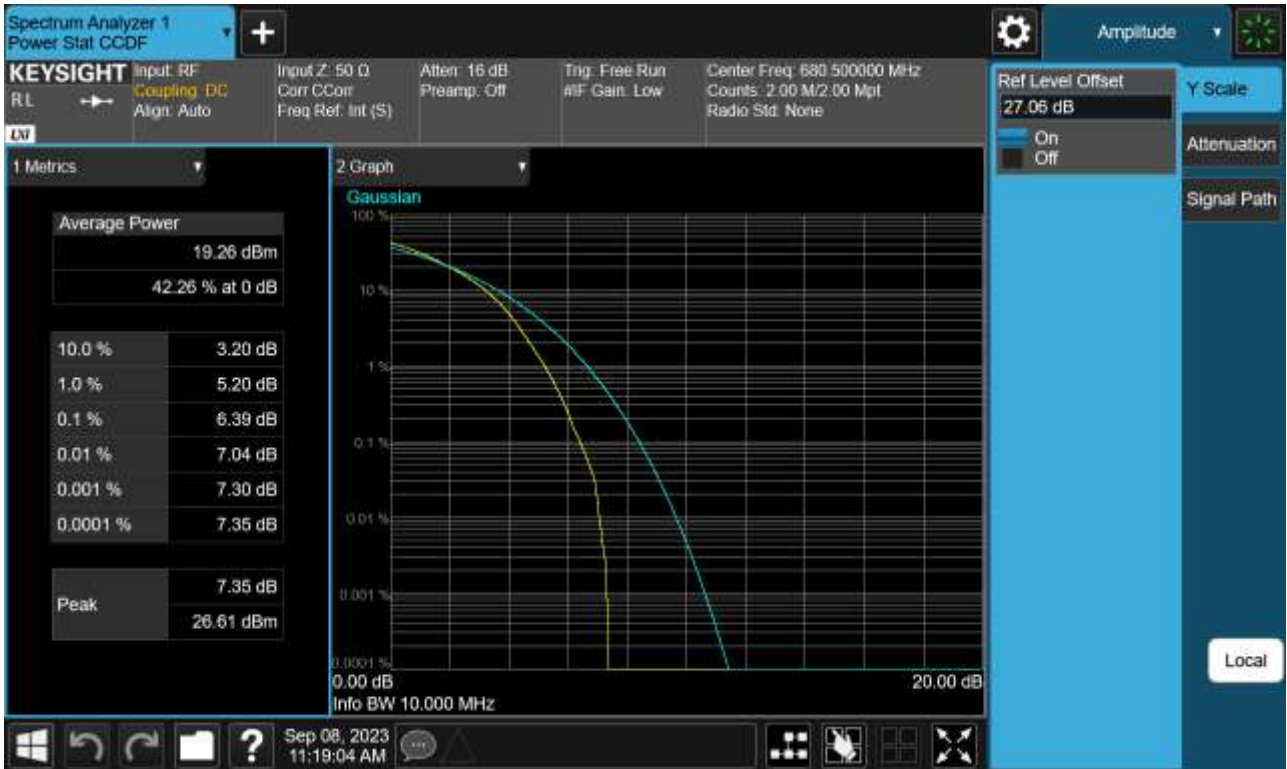 Spectrum Analyzer 1
Power Stat CCDF
+
Amplitude
KEYSIGHT
RL
LXI
Input: RF
Coupling: DC
Align: Auto
Input Z: 50 Ω
Corr CCorr
Freq Ref: Int (S)
Atten: 16 dB
Preamp: Off
Trig: Free Run
#IF Gain: Low
Center Freq: 680.500000 MHz
Counts: 2.00 M/2.00 Mpt
Radio Std: None
Ref Level Offset
27.06 dB
On
Off
Y Scale
Attenuation
Signal Path
Local
1 Metrics
Average Power
19.26 dBm
42.26 % at 0 dB
10.0 % 3.20 dB
1.0 % 5.20 dB
0.1 % 6.39 dB
0.01 % 7.04 dB
0.001 % 7.30 dB
0.0001 % 7.35 dB
Peak
7.35 dB
26.61 dBm
2 Graph
Gaussian
100 %
10 %
1 %
0.1 %
0.01 %
0.001 %
0.0001 %
0.00 dB 20.00 dB
Info BW 10.000 MHz
?
Sep 08, 2023
11:19:04 AM